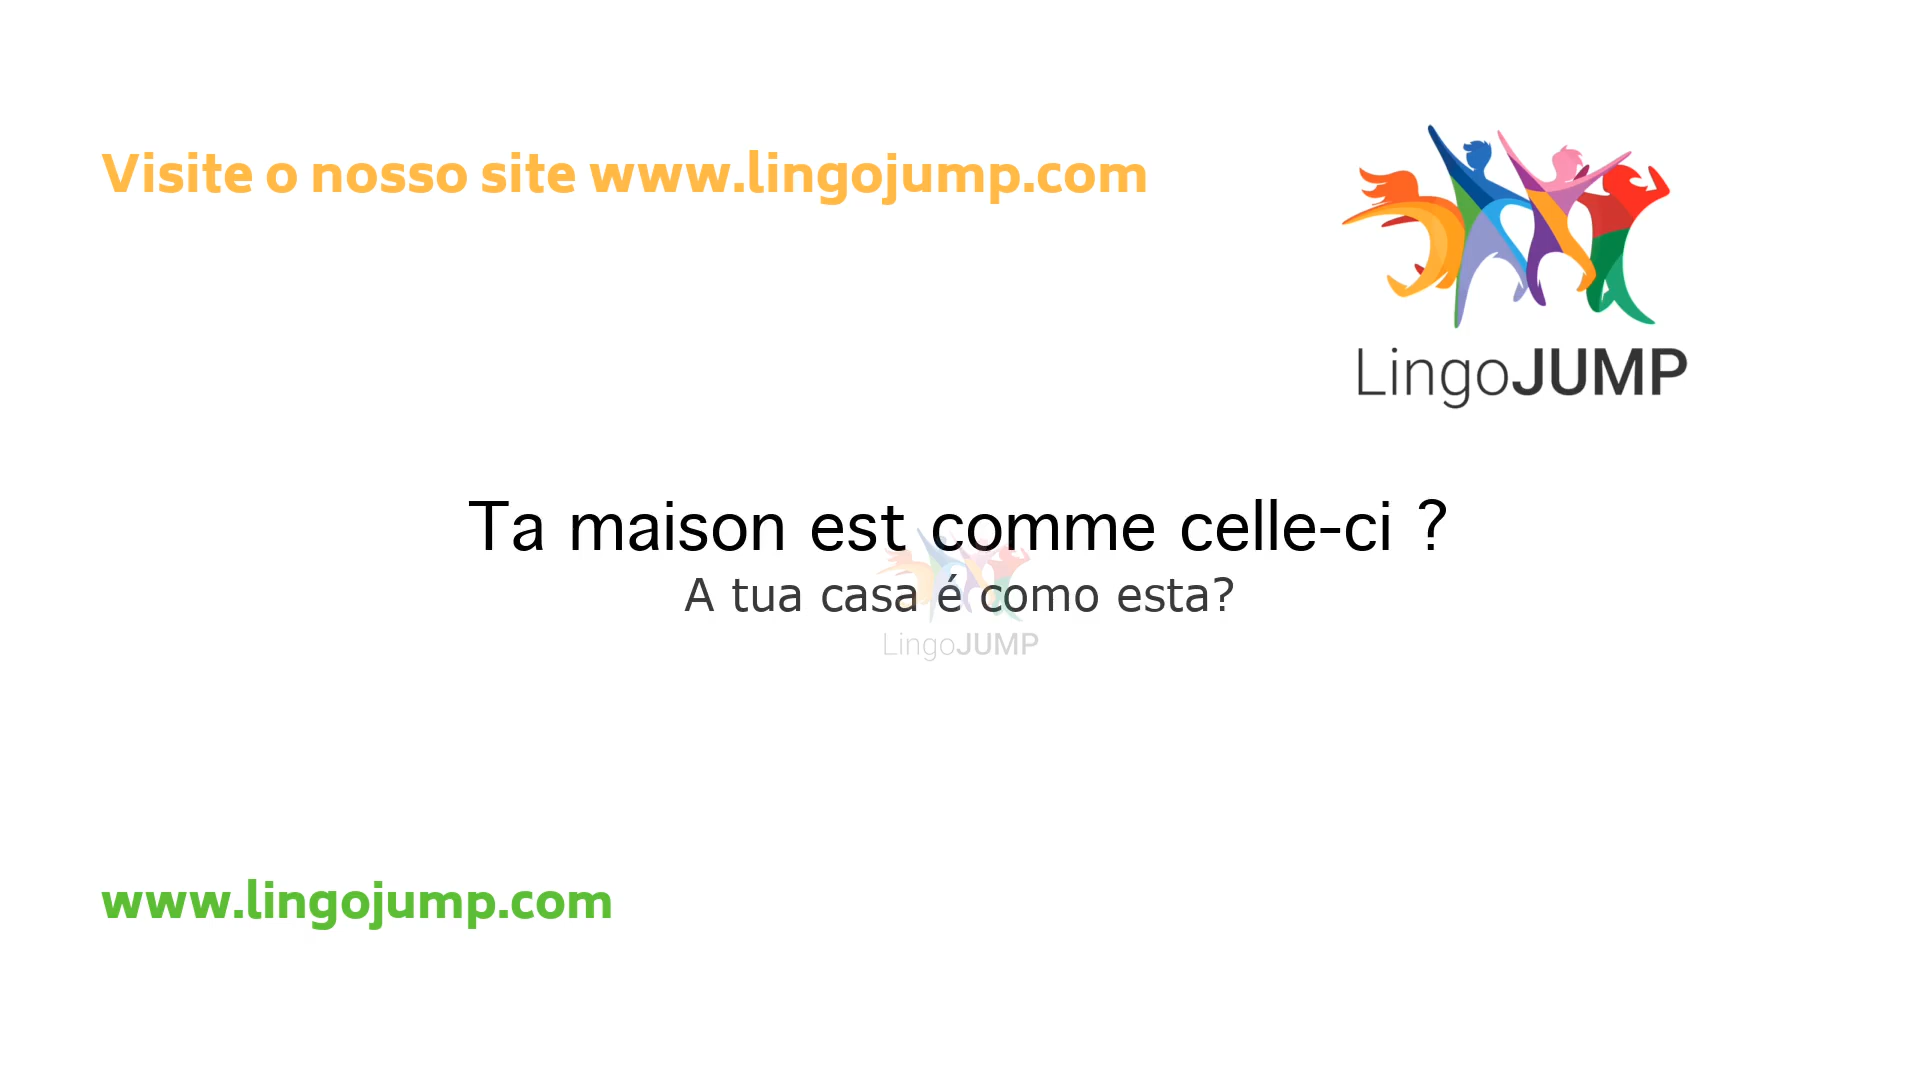 Visite o nosso site www.lingojump.com
LingoJUMP
Ta maison est comme celle-ci ?
A tua casa é como esta?
LingoJUMP
www.lingojump.com